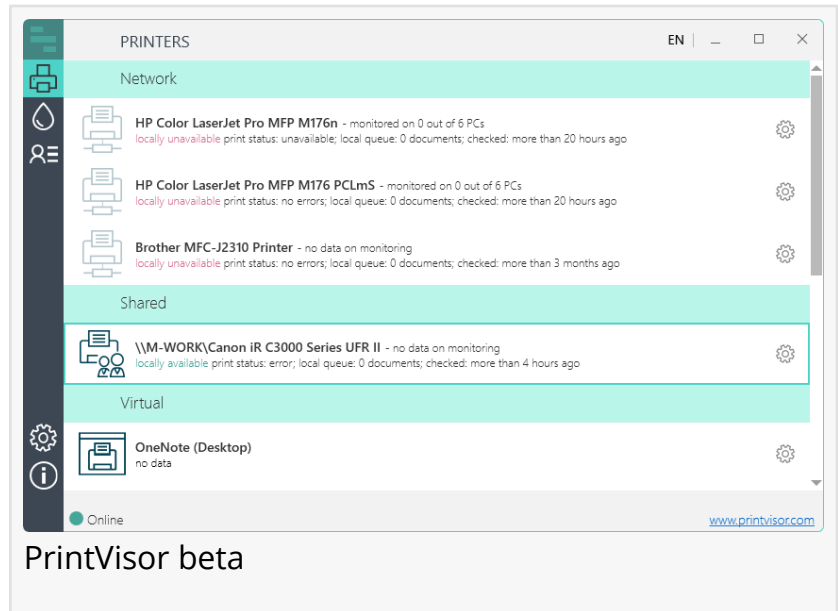 PRINTERS
EN
Network
HP Color LaserJet Pro MFP M176n - monitored on 0 out of 6 PCs
locally unavailable print status: unavailable; local queue: 0 documents; checked: more than 20 hours ago
HP Color LaserJet Pro MFP M176 PCLmS - monitored on 0 out of 6 PCs
locally unavailable print status: no errors; local queue: 0 documents; checked: more than 20 hours ago
Brother MFC-J2310 Printer - no data on monitoring
locally unavailable print status: no errors; local queue: 0 documents; checked: more than 3 months ago
Shared
\\M-WORK\Canon iR C3000 Series UFR II - no data on monitoring
locally available print status: error; local queue: 0 documents; checked: more than 4 hours ago
Virtual
OneNote (Desktop)
no data
Online
www.printvisor.com
PrintVisor beta